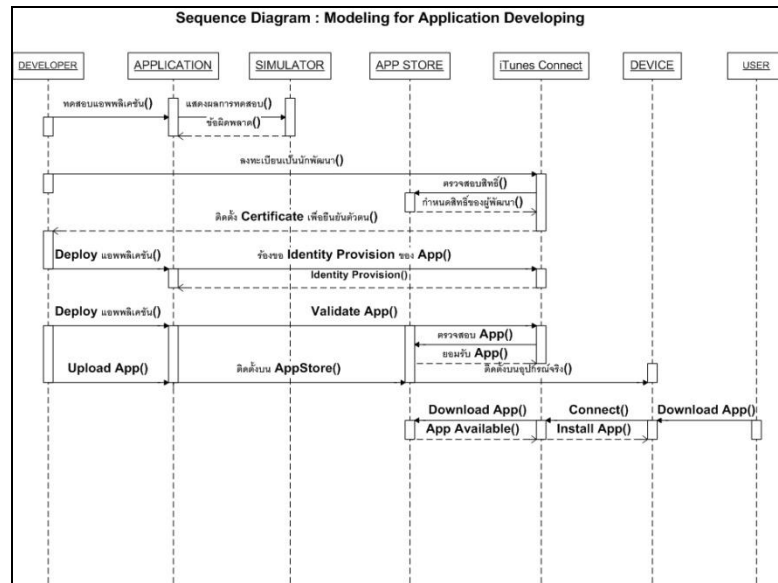 Sequence Diagram : Modeling for Application Developing
DEVELOPER APPLICATION SIMULATOR APP STORE iTunes Connect DEVICE USER
ทดสอบแอพพลิเคชัน() แสดงผลการทดสอบ()
ข้อผิดพลาด()
ลงทะเบียนเป็นนักพัฒนา()
ตรวจสอบสิทธิ์()
กำหนดสิทธิ์ของผู้พัฒนา()
ติดตั้ง Certificate เพื่อยืนยันตัวตน()
Deploy แอพพลิเคชัน() ร้องขอ Identity Provision ของ App()
Identity Provision()
Deploy แอพพลิเคชัน() Validate App()
ตรวจสอบ App()
ยอมรับ App()
Upload App() ติดตั้งบน AppStore() ติดตั้งบนอุปกรณ์จริง()
Download App() Connect() Download App()
App Available() Install App()